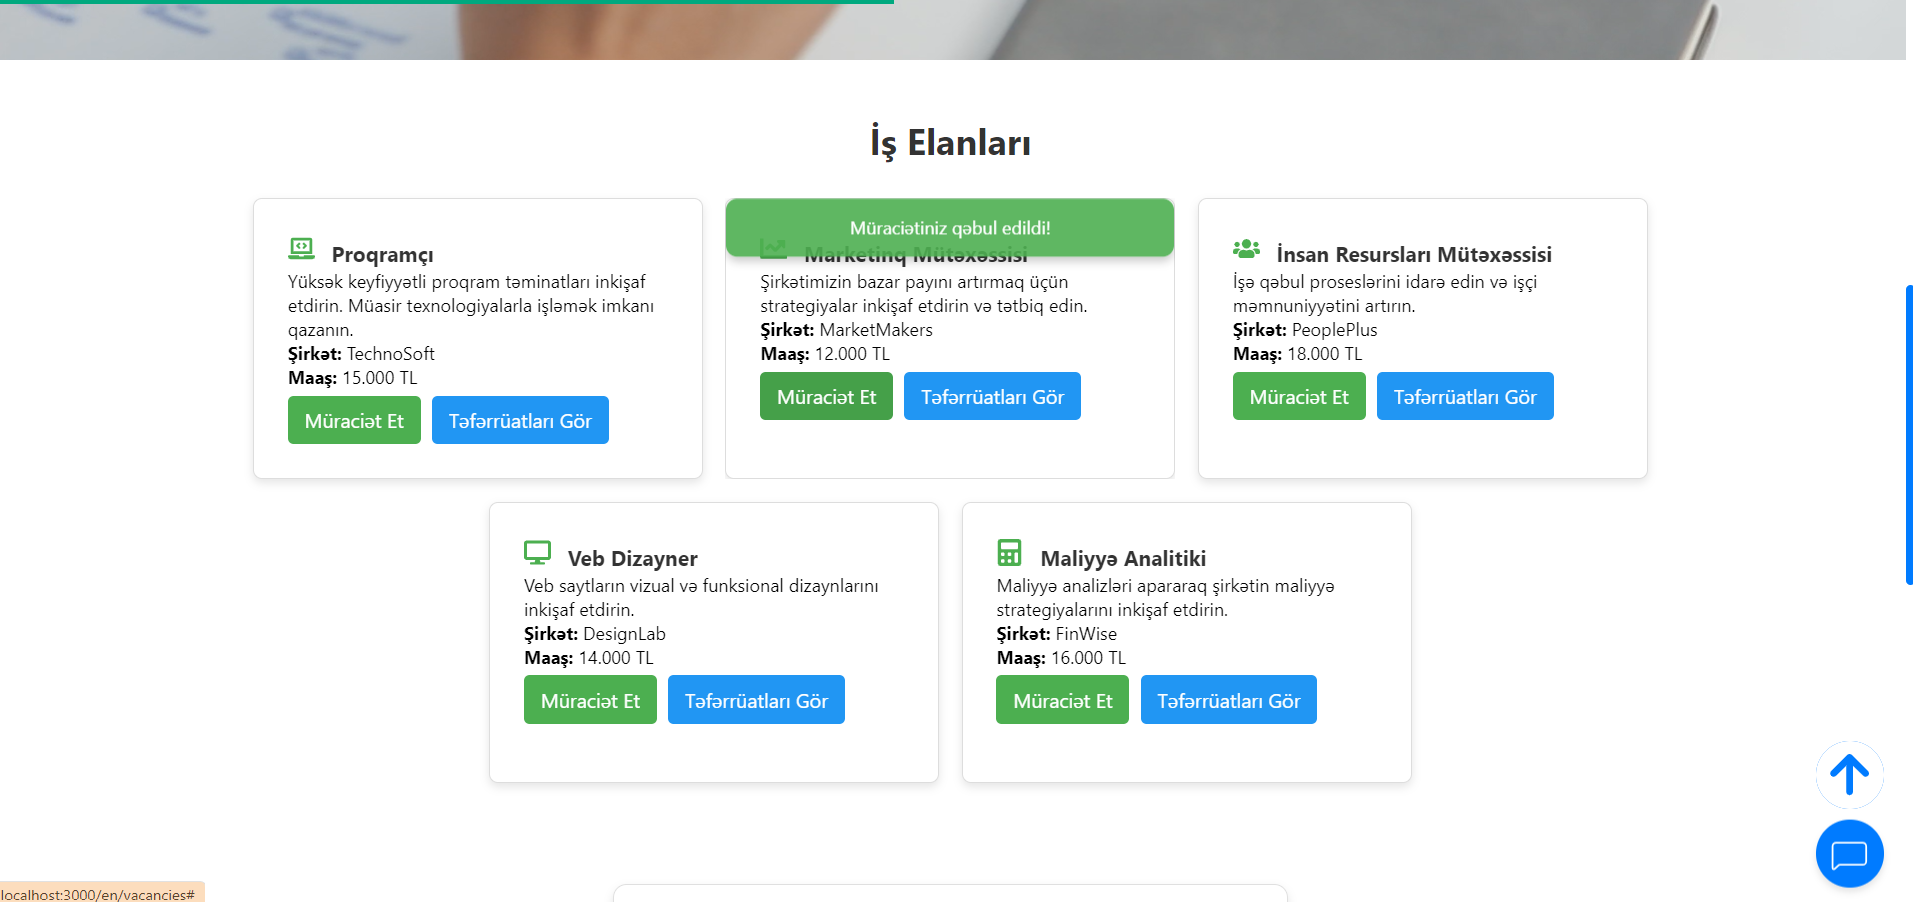 İş Elanları
Proqramçı
Yüksək keyfiyyətli proqram təminatları inkişaf
etdirin. Müasir texnologiyalarla işləmək imkanı
qazanın.
Şirkət: TechnoSoft
Maaş: 15.000 TL
Müraciət Et
Təfərrüatları Gör
Müraciətiniz qəbul edildi!
Marketinq Mütəxəssisi
Şirkətimizin bazar payını artırmaq üçün
strategiyalar inkişaf etdirin və tətbiq edin.
Şirkət: MarketMakers
Maaş: 12.000 TL
Müraciət Et
Təfərrüatları Gör
İnsan Resursları Mütəxəssisi
İşə qəbul proseslərini idarə edin və işçi
məmnuniyyətini artırın.
Şirkət: PeoplePlus
Maaş: 18.000 TL
Müraciət Et
Təfərrüatları Gör
Veb Dizayner
Veb saytların vizual və funksional dizaynlarını
inkişaf etdirin.
Şirkət: DesignLab
Maaş: 14.000 TL
Müraciət Et
Təfərrüatları Gör
Maliyyə Analitiki
Maliyyə analizləri apararaq şirkətin maliyyə
strategiyalarını inkişaf etdirin.
Şirkət: FinWise
Maaş: 16.000 TL
Müraciət Et
Təfərrüatları Gör
localhost:3000/en/vacancies#